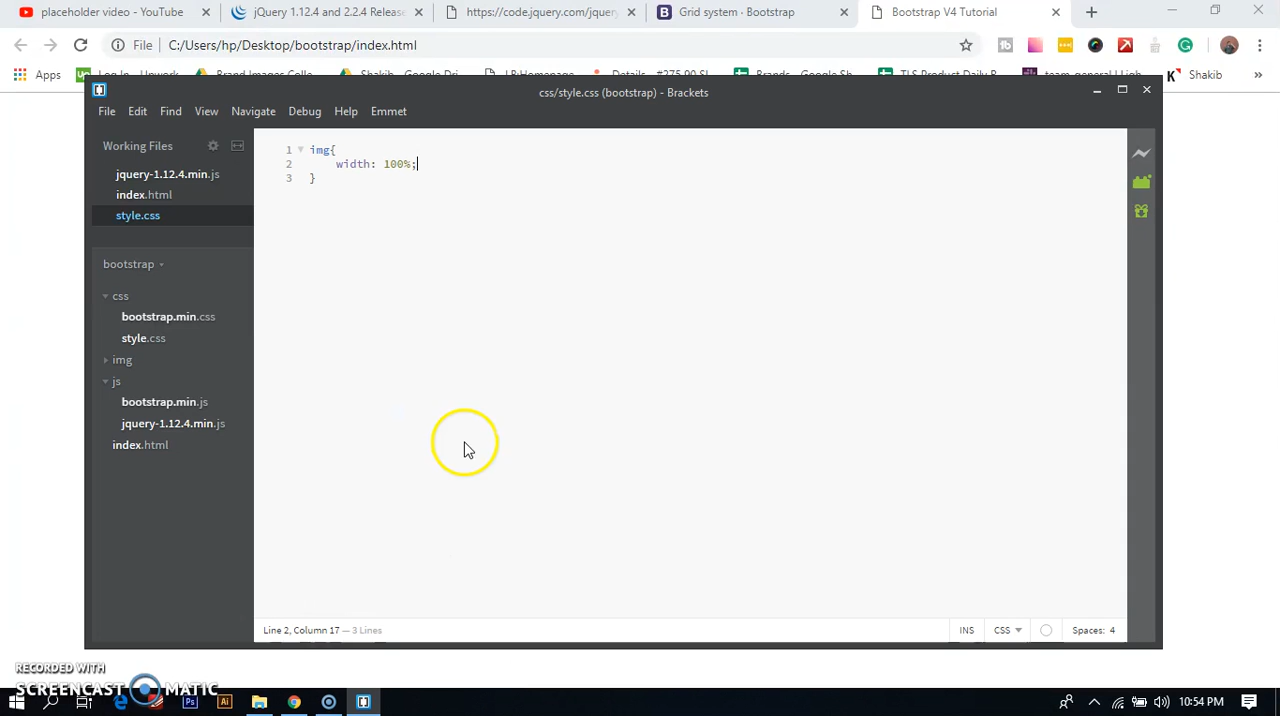 placeholder video - YouTube
jQuery 1.12.4 and 2.2.4 Release
https://code.jquery.com/jquery
Grid system · Bootstrap
Bootstrap V4 Tutorial
File
C:/Users/hp/Desktop/bootstrap/index.html
Apps
Shakib
css/style.css (bootstrap) - Brackets
File Edit Find View Navigate Debug Help Emmet
Working Files
jquery-1.12.4.min.js
index.html
style.css
bootstrap
css
bootstrap.min.css
style.css
img
js
bootstrap.min.js
jquery-1.12.4.min.js
index.html
1 img{
2 width: 100%;
3 }
Line 2, Column 17 — 3 Lines
INS CSS Spaces: 4
RECORDED WITH
SCREENCAST MATIC
Ps Ai
10:54 PM